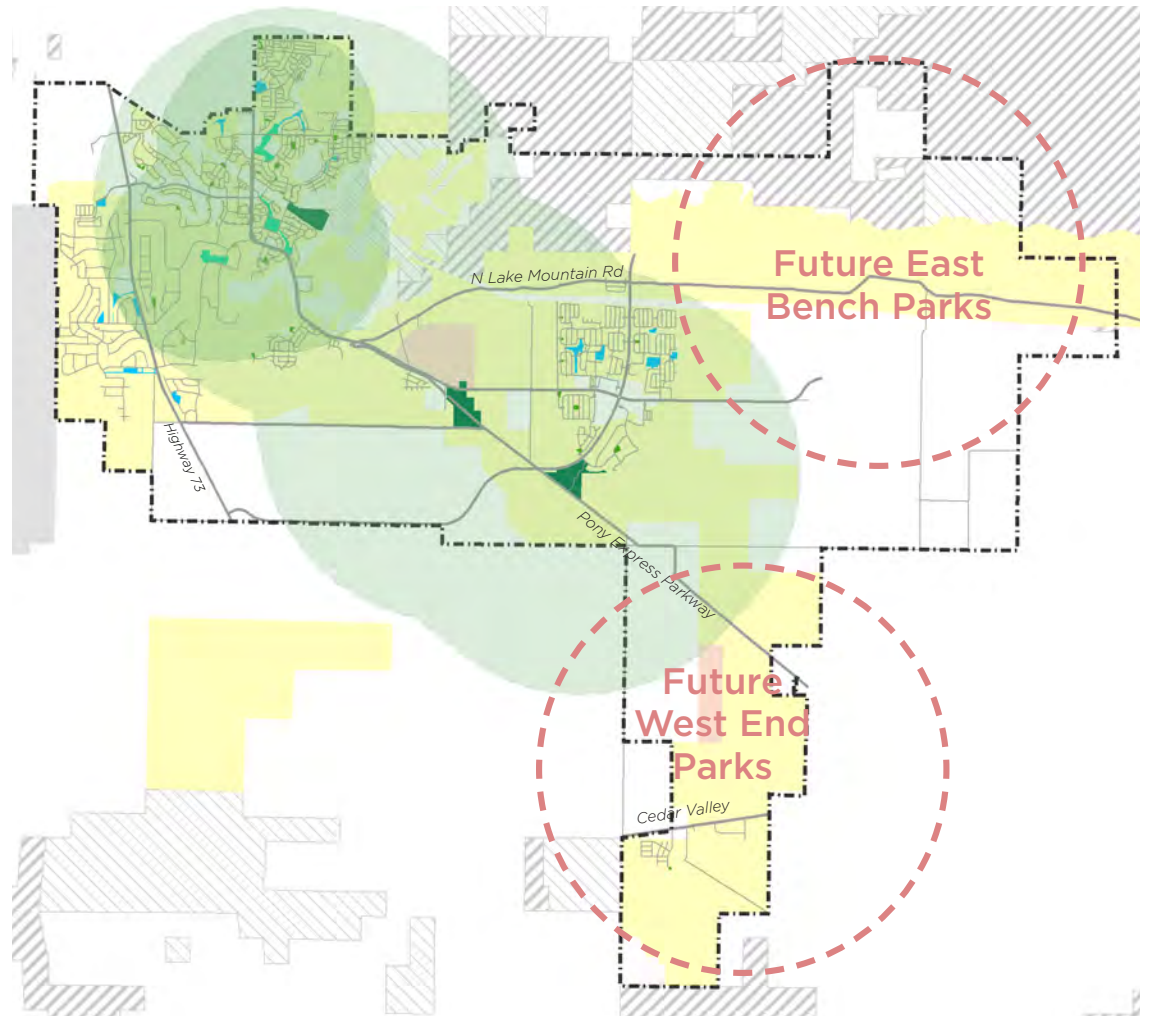 N Lake Mountain Rd
Future East
Bench Parks
Highway 73
Pony Express Parkway
Future
West End
Parks
Cedar Valley